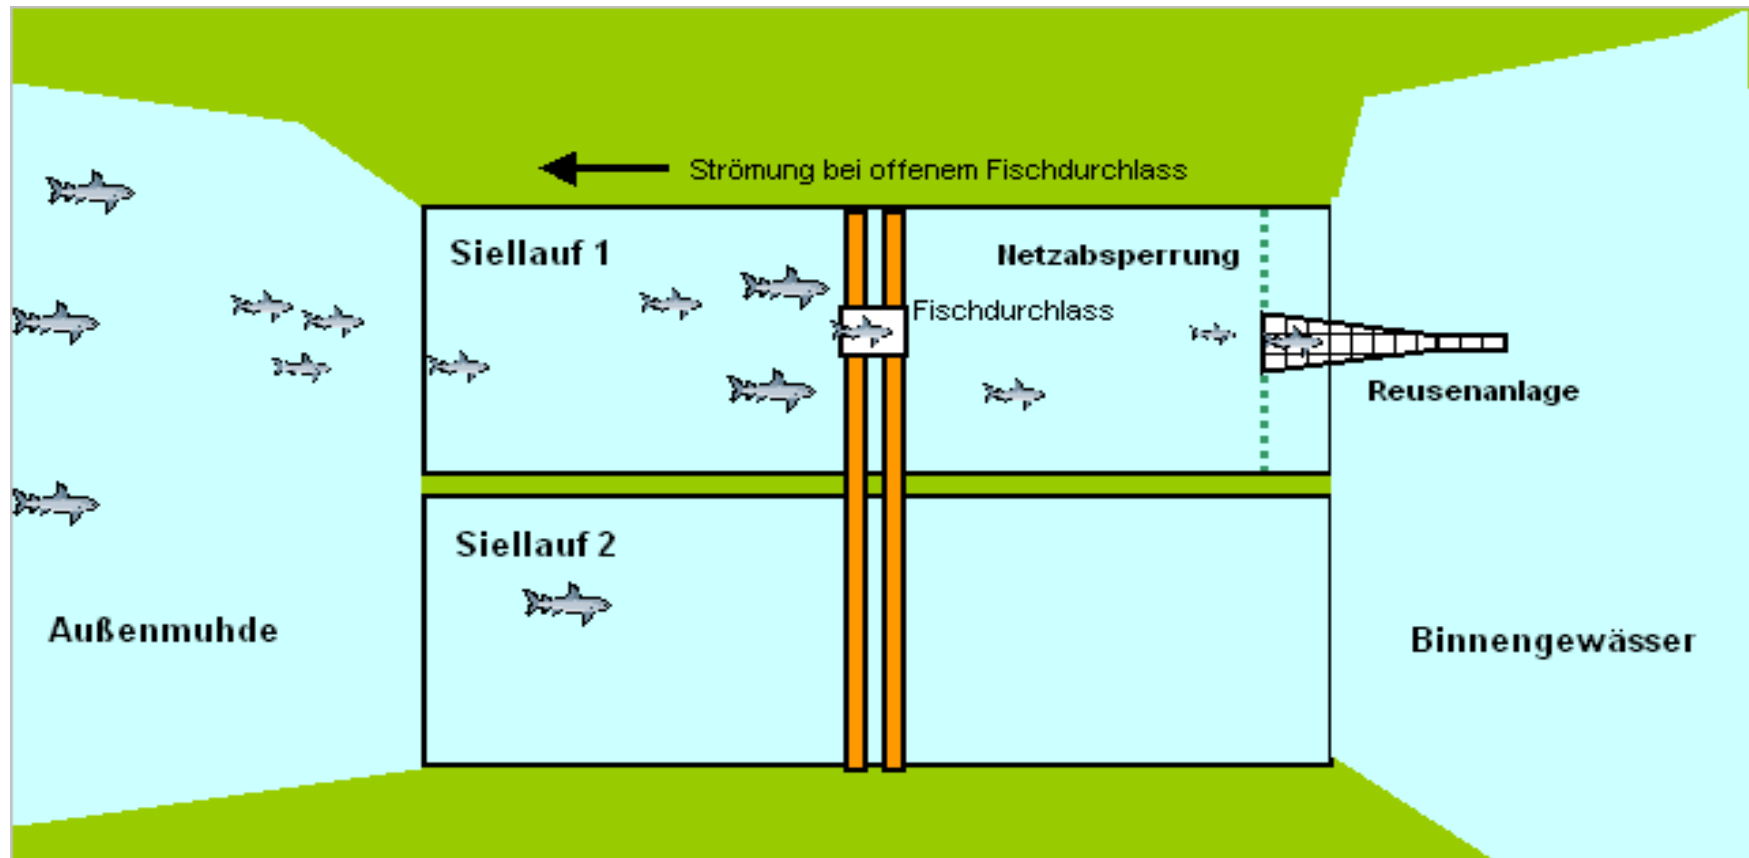 Strömung bei offenem Fischdurchlass
Siellauf 1
Netzabsperrung
Fischdurchlass
Reusenanlage
Siellauf 2
Außenmuhde
Binnengewässer